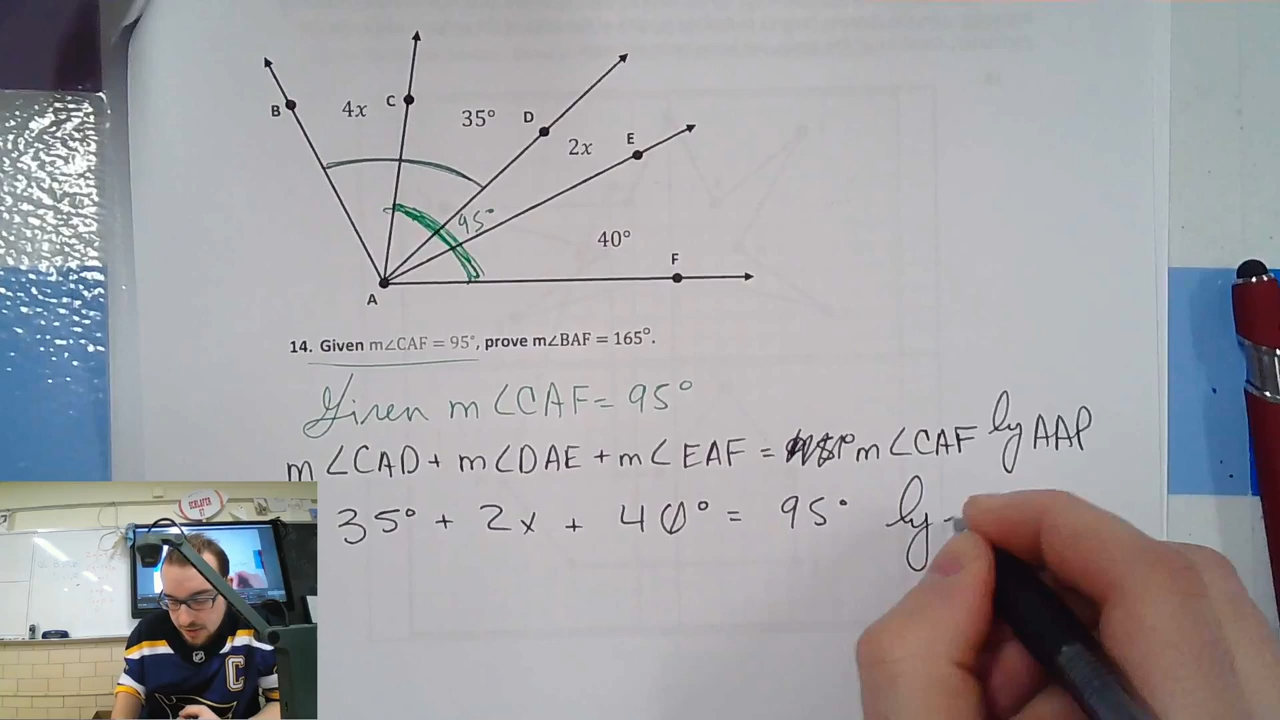 B 4x C 35° D
2x E
95°
40°
F
A
14. Given m∠CAF = 95°, prove m∠BAF = 165°.
Given m∠CAF = 95°
m∠CAD + m∠DAE + m∠EAF = m∠CAF by AAP
35° + 2x + 40° = 95° by
SCHLAFER
C